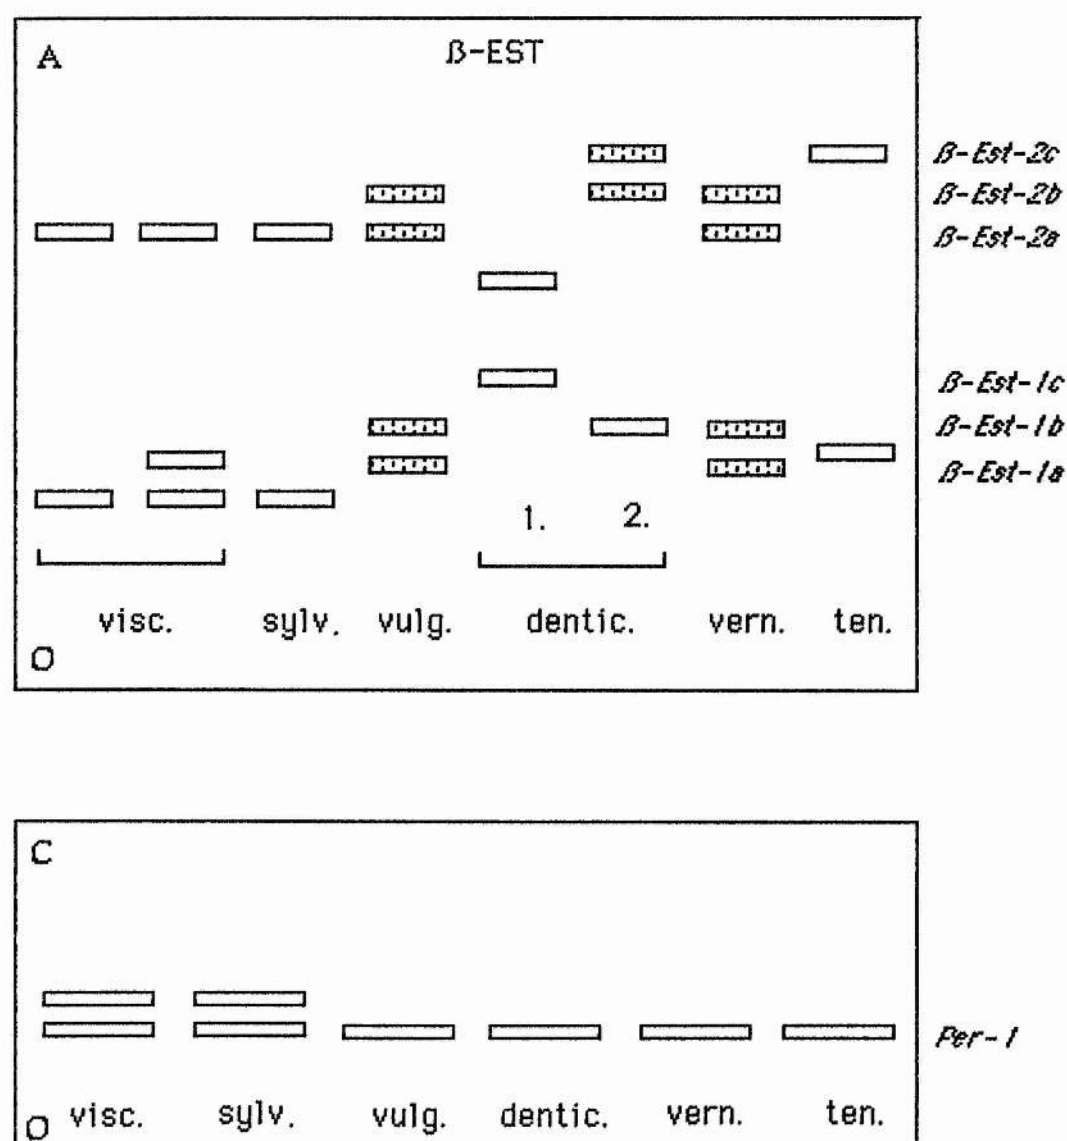 A
ß-EST
ß-Est-2c
ß-Est-2b
ß-Est-2a
ß-Est-1c
ß-Est-1b
ß-Est-1a
1. 2.
visc. sylv. vulg. dentic. vern. ten.
O
C
Per-1
O visc. sylv. vulg. dentic. vern. ten.